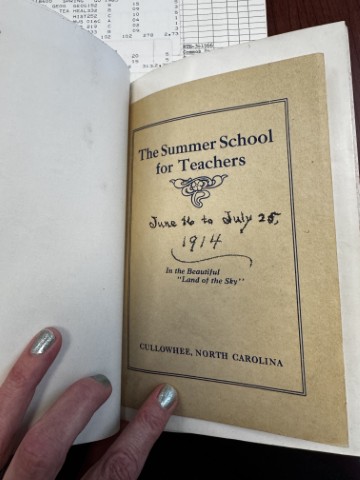 The Summer School
for Teachers
June 16 to July 25,
1914
In the Beautiful
"Land of the Sky"
CULLOWHEE, NORTH CAROLINA